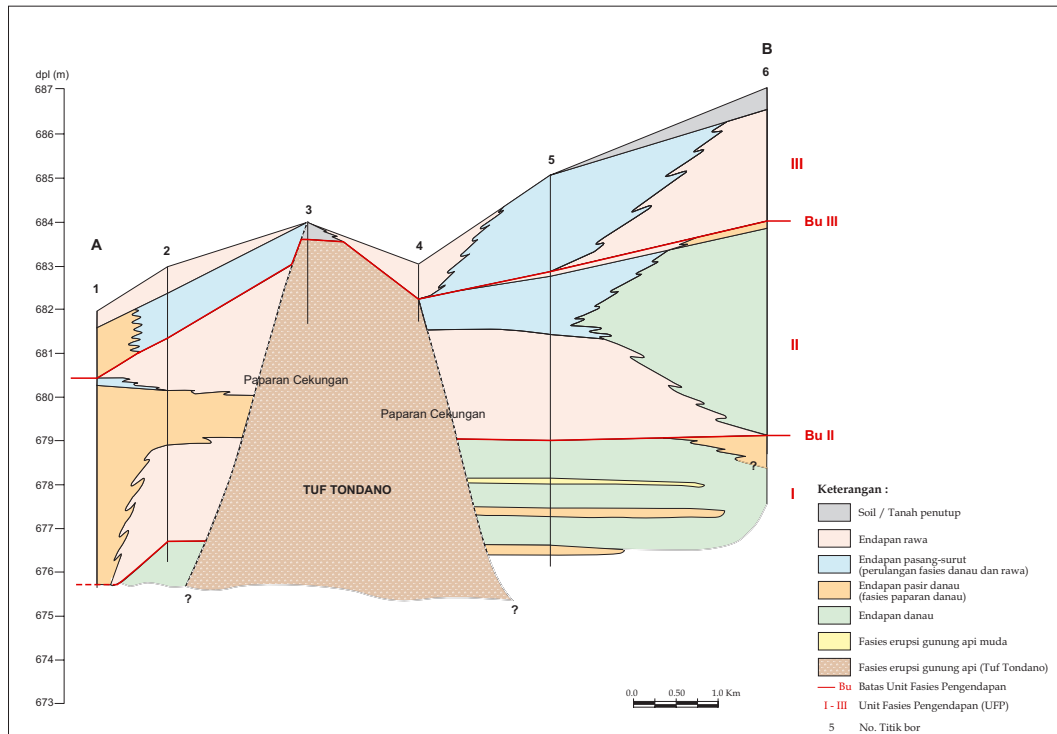 B
6
dpl (m)
687
686
685
684
683
682
681
680
679
678
677
676
675
674
673
A
1
2
3
4
5
III
Bu III
II
Bu II
I
Paparan Cekungan
Paparan Cekungan
TUF TONDANO
?
?
?
0.0 0.50 1.0 Km
Keterangan :
Soil / Tanah penutup
Endapan rawa
Endapan pasang-surut
(perulangan fasies danau dan rawa)
Endapan pasir danau
(fasies paparan danau)
Endapan danau
Fasies erupsi gunung api muda
Fasies erupsi gunung api (Tuf Tondano)
Bu Batas Unit Fasies Pengendapan
I - III Unit Fasies Pengendapan (UFP)
5 No. Titik bor